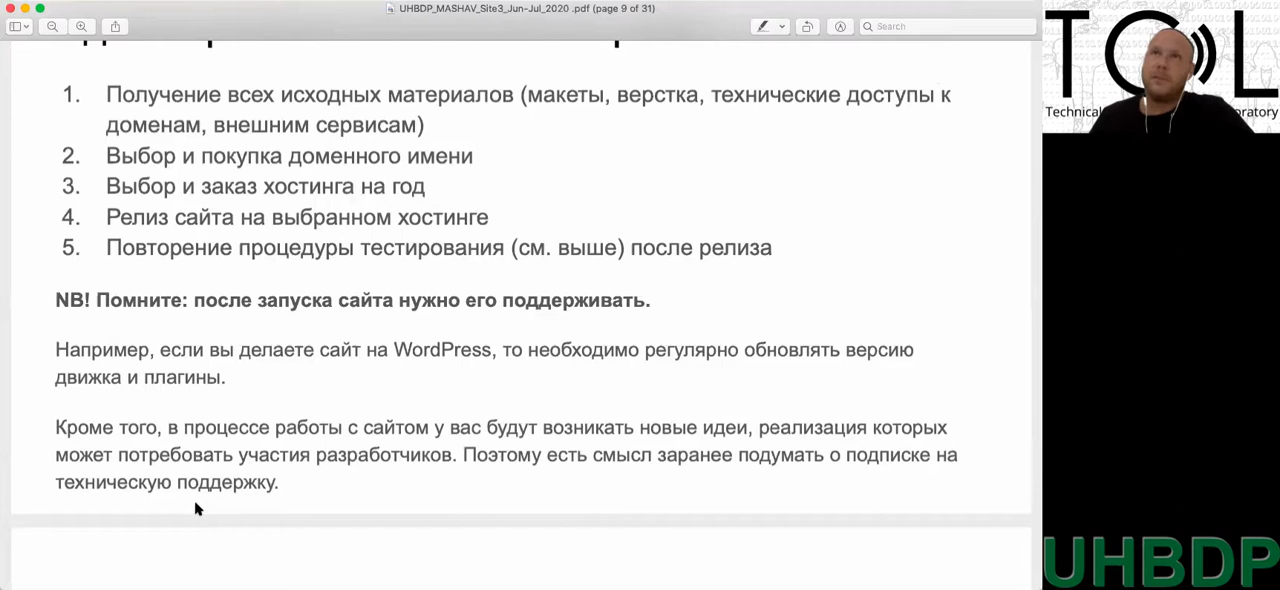 UHBDP_MASHAV_Site3_Jun-Jul_2020 .pdf (page 9 of 31)
Search
1. Получение всех исходных материалов (макеты, верстка, технические доступы к
доменам, внешним сервисам)
2. Выбор и покупка доменного имени
3. Выбор и заказ хостинга на год
4. Релиз сайта на выбранном хостинге
5. Повторение процедуры тестирования (см. выше) после релиза
NB! Помните: после запуска сайта нужно его поддерживать.
Например, если вы делаете сайт на WordPress, то необходимо регулярно обновлять версию
движка и плагины.
Кроме того, в процессе работы с сайтом у вас будут возникать новые идеи, реализация которых
может потребовать участия разработчиков. Поэтому есть смысл заранее подумать о подписке на
техническую поддержку.
Technical
UHBDP